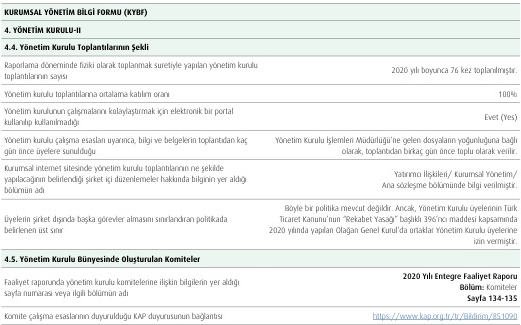 KURUMSAL YÖNETİM BİLGİ FORMU (KYBF)
4. YÖNETİM KURULU-II
4.4. Yönetim Kurulu Toplantılarının Şekli
Raporlama döneminde fiziki olarak toplanmak suretiyle yapılan yönetim kurulu
toplantılarının sayısı
2020 yılı boyunca 76 kez toplanılmıştır.
Yönetim kurulu toplantılarına ortalama katılım oranı
100%
Yönetim kurulunun çalışmalarını kolaylaştırmak için elektronik bir portal
kullanılıp kullanılmadığı
Evet (Yes)
Yönetim kurulu çalışma esasları uyarınca, bilgi ve belgelerin toplantıdan kaç
gün önce üyelere sunulduğu
Yönetim Kurulu İşlemleri Müdürlüğü'ne gelen dosyaların yoğunluğuna bağlı
olarak, toplantıdan birkaç gün önce toplu olarak verilir.
Kurumsal internet sitesinde yönetim kurulu toplantılarının ne şekilde
yapılacağının belirlendiği şirket içi düzenlemeler hakkında bilginin yer aldığı
bölümün adı
Yatırımcı İlişkileri/ Kurumsal Yönetim/
Ana sözleşme bölümünde bilgi verilmiştir.
Üyelerin şirket dışında başka görevler almasını sınırlandıran politikada
belirlenen üst sınır
Böyle bir politika mevcut değildir. Ancak, Yönetim Kurulu üyelerinin Türk
Ticaret Kanunu'nun "Rekabet Yasağı" başlıklı 396'ncı maddesi kapsamında
2020 yılında yapılan Olağan Genel Kurul'da ortaklar Yönetim Kurulu üyelerine
izin vermiştir.
4.5. Yönetim Kurulu Bünyesinde Oluşturulan Komiteler
Faaliyet raporunda yönetim kurulu komitelerine ilişkin bilgilerin yer aldığı
sayfa numarası veya ilgili bölümün adı
2020 Yılı Entegre Faaliyet Raporu
Bölüm: Komiteler
Sayfa 134-135
Komite çalışma esaslarının duyurulduğu KAP duyurusunun bağlantısı
https://www.kap.org.tr/tr/Bildirim/851090